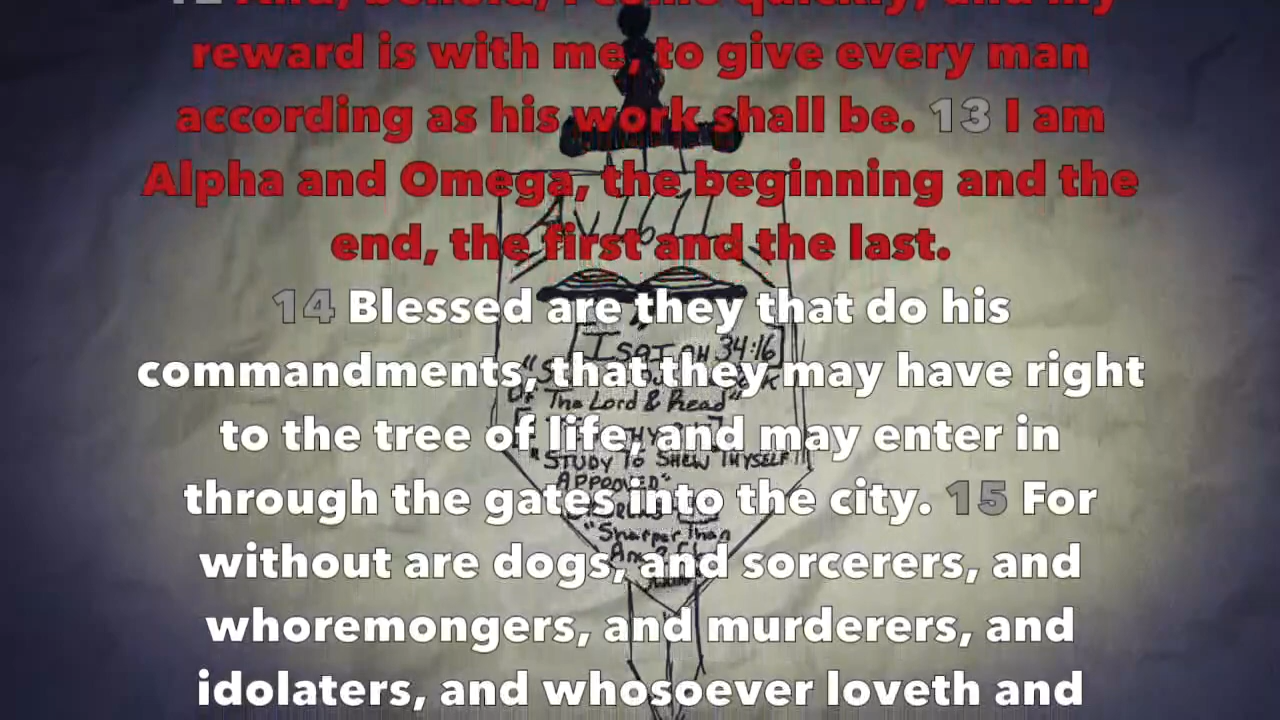 12 And, behold, I come quickly; and my
reward is with me, to give every man
according as his work shall be. 13 I am
Alpha and Omega, the beginning and the
end, the first and the last.
14 Blessed are they that do his
commandments, that they may have right
to the tree of life, and may enter in
through the gates into the city. 15 For
without are dogs, and sorcerers, and
whoremongers, and murderers, and
idolaters, and whosoever loveth and
AV1611
[ISAIAH 34:16]
Of The Lord & Read"
"STUDY To SHEW THYSELF
APPOOVED"
"Sharper Than